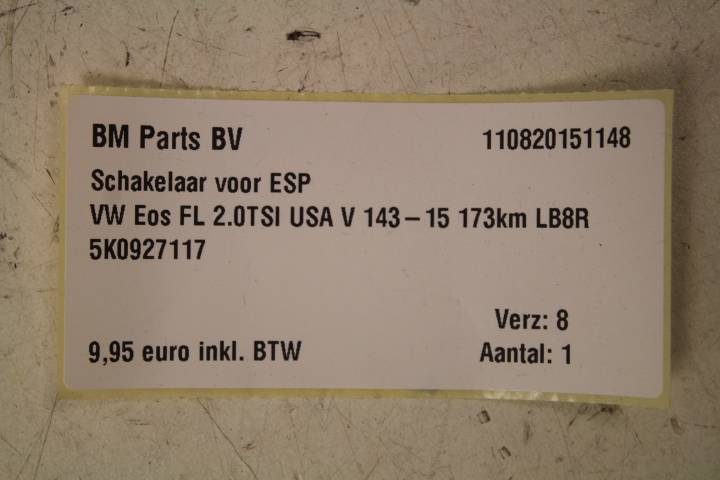 BM Parts BV 110820151148
Schakelaar voor ESP
VW Eos FL 2.0TSI USA V 143-15 173km LB8R
5K0927117
Verz: 8
9,95 euro inkl. BTW Aantal: 1